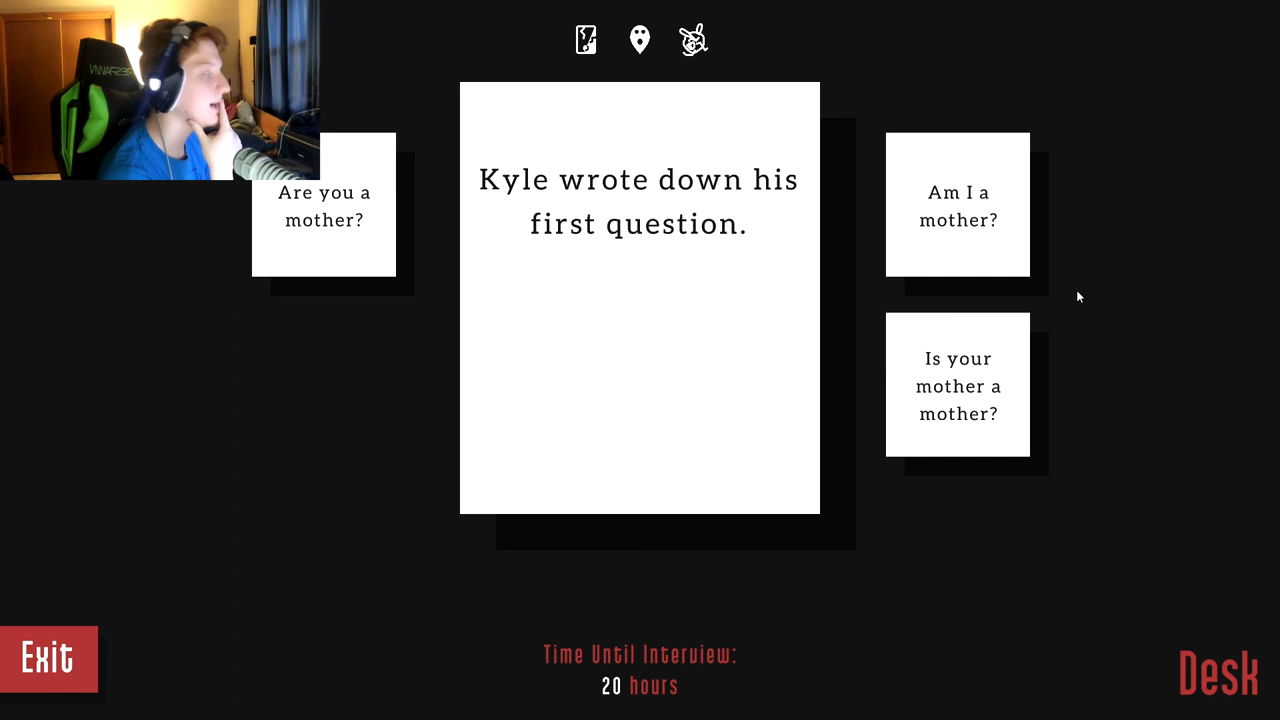 Kyle wrote down his
first question.
Are you a
mother?
Am I a
mother?
Is your
mother a
mother?
Exit
Time Until Interview:
20 hours
Desk